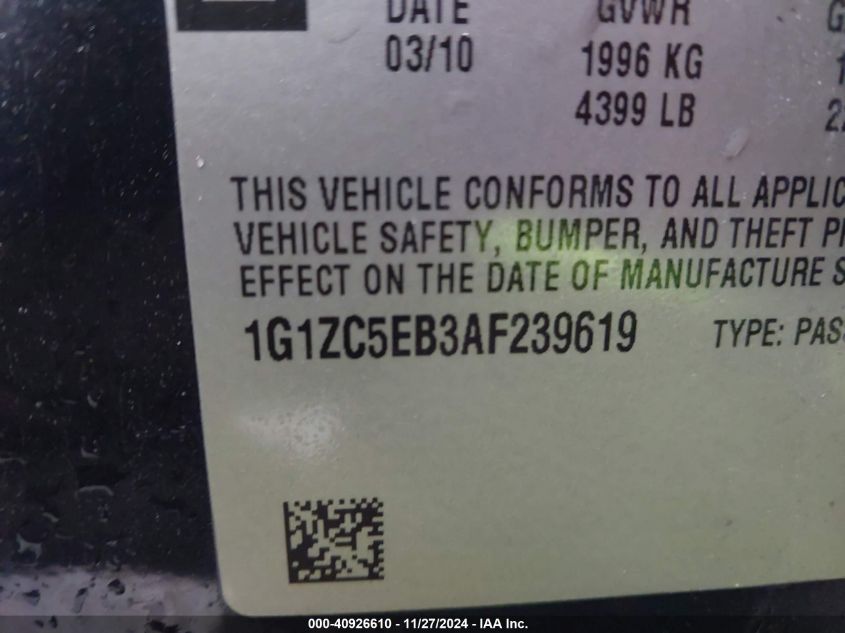 DATE GVWR
03/10 1996 KG
4399 LB
THIS VEHICLE CONFORMS TO ALL
VEHICLE SAFETY, BUMPER, AND THEFT
EFFECT ON THE DATE OF MANUFACTURE
1G1ZC5EB3AF239619 TYPE:
000-40926610 - 11/27/2024 - IAA Inc.